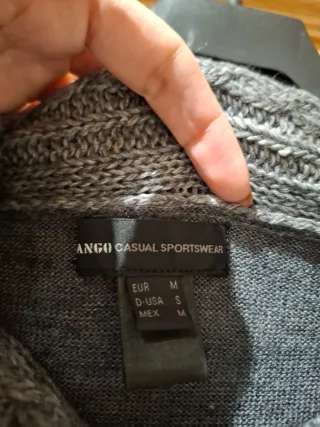 ANGO CASUAL SPORTSWEAR
EUR M
D-USA S
MEX M